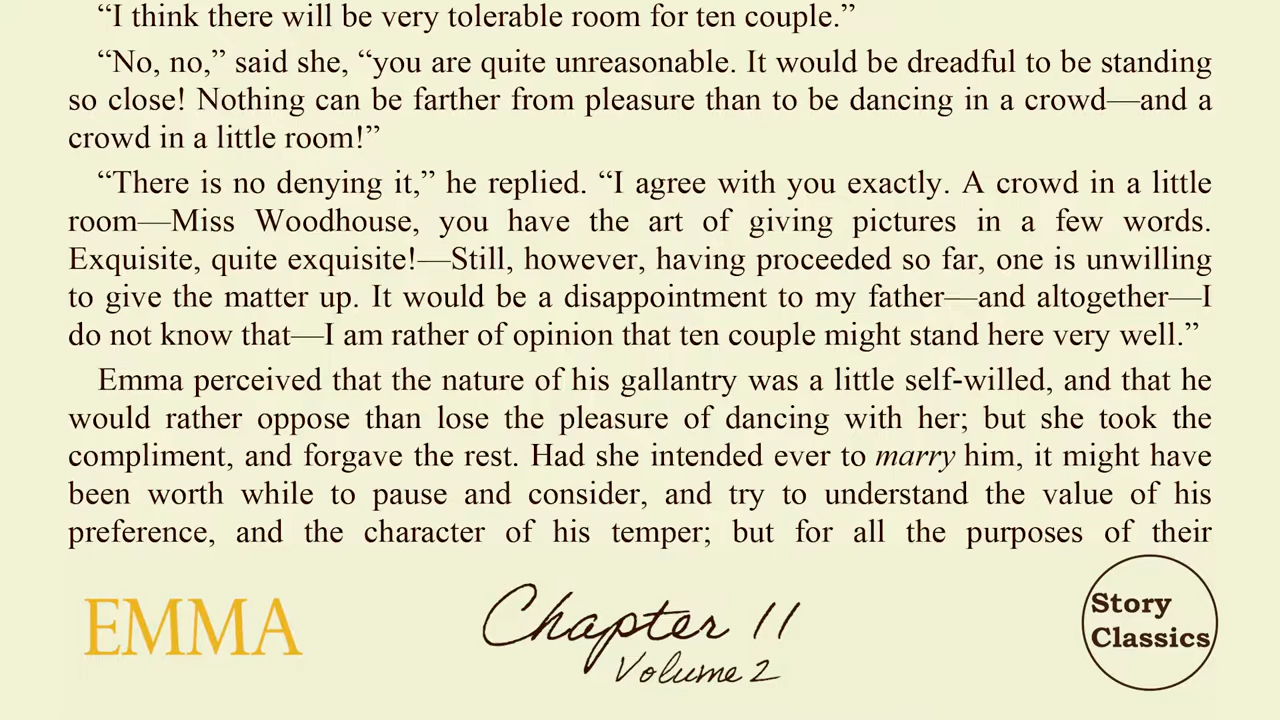 “I think there will be very tolerable room for ten couple.”
“No, no,” said she, “you are quite unreasonable. It would be dreadful to be standing
so close! Nothing can be farther from pleasure than to be dancing in a crowd—and a
crowd in a little room!”
“There is no denying it,” he replied. “I agree with you exactly. A crowd in a little
room—Miss Woodhouse, you have the art of giving pictures in a few words.
Exquisite, quite exquisite!—Still, however, having proceeded so far, one is unwilling
to give the matter up. It would be a disappointment to my father—and altogether—I
do not know that—I am rather of opinion that ten couple might stand here very well.”
Emma perceived that the nature of his gallantry was a little self-willed, and that he
would rather oppose than lose the pleasure of dancing with her; but she took the
compliment, and forgave the rest. Had she intended ever to marry him, it might have
been worth while to pause and consider, and try to understand the value of his
preference, and the character of his temper; but for all the purposes of their
EMMA
Chapter 11
Volume 2
Story
Classics